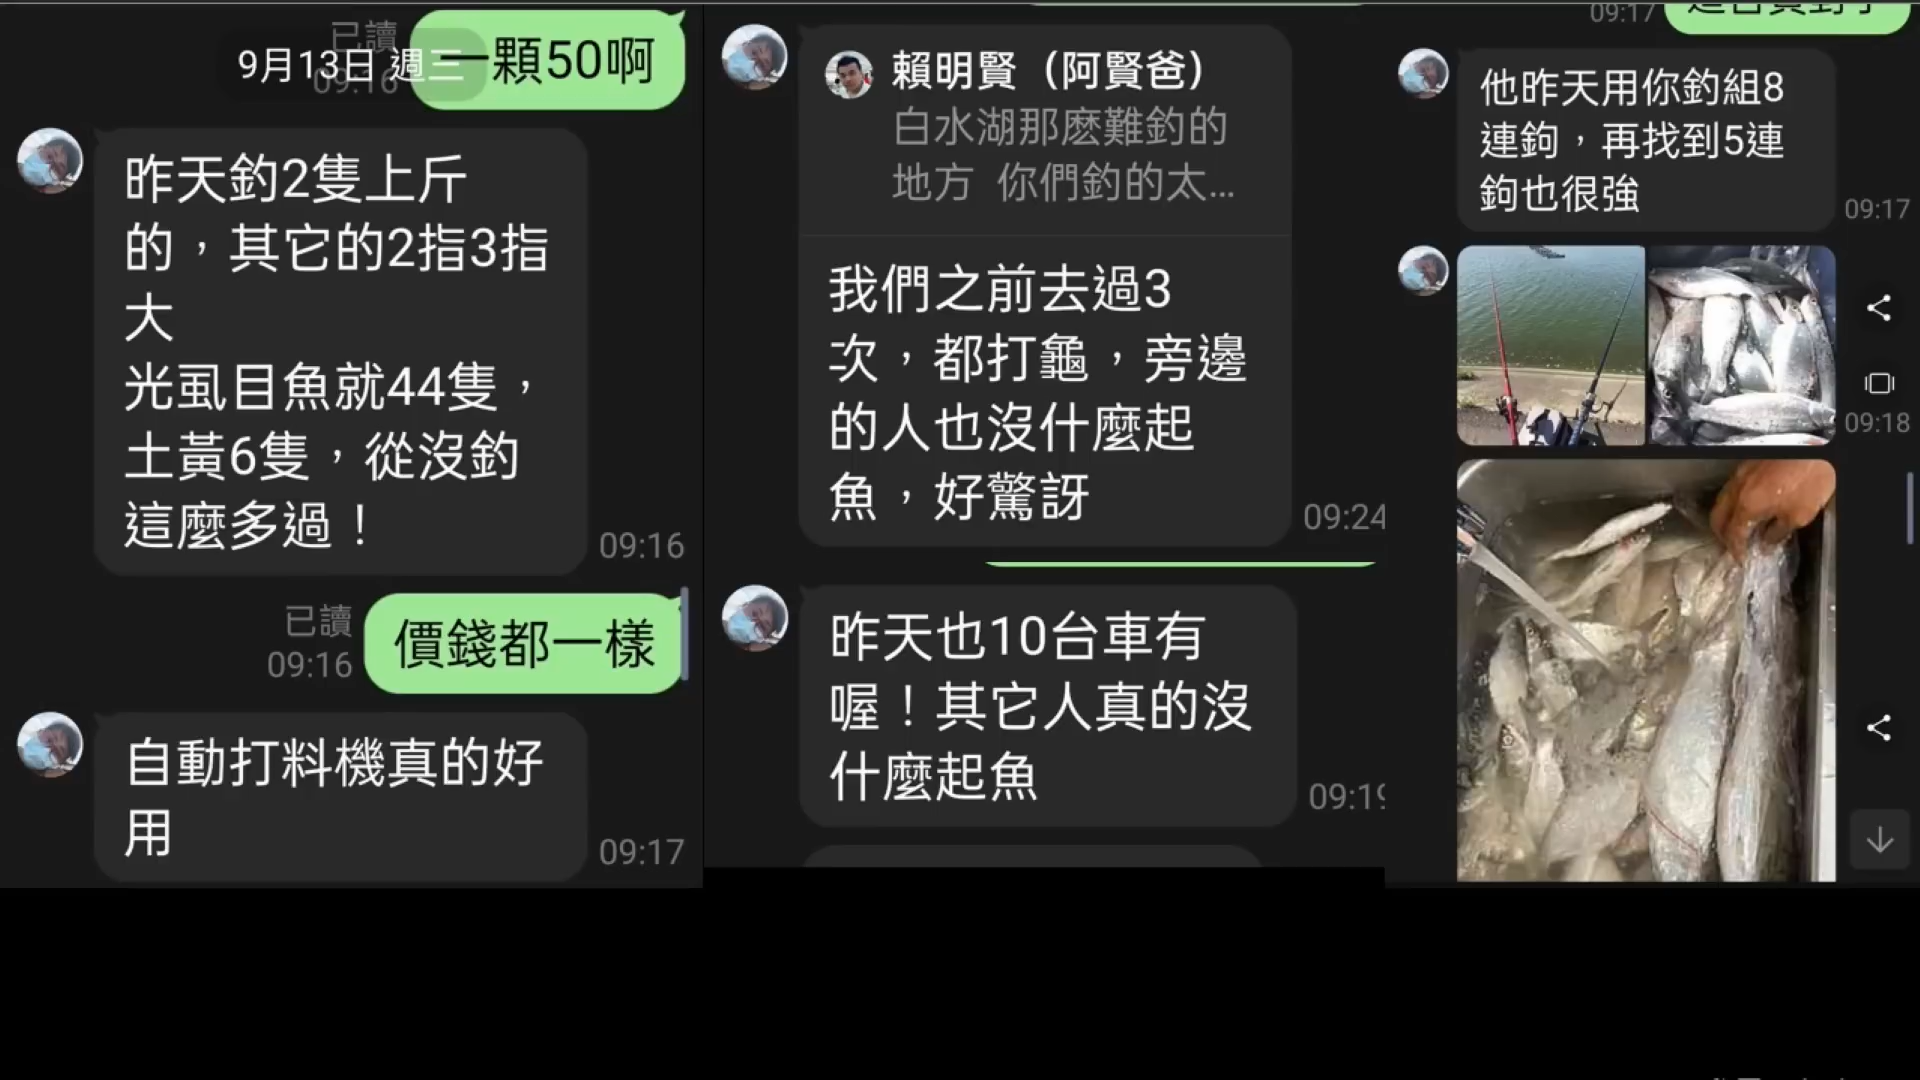 已讀
9月13日 週三
09:16
一顆50啊
昨天釣2隻上斤
的，其它的2指3指
大
光虱目魚就44隻，
土黃6隻，從沒釣
這麼多過！
09:16
已讀
09:16
價錢都一樣
自動打料機真的好
用
09:17
賴明賢（阿賢爸）
白水湖那麽難釣的
地方 你們釣的太...
我們之前去過3
次，都打龜，旁邊
的人也沒什麼起
魚，好驚訝
09:24
昨天也10台車有
喔！其它人真的沒
什麼起魚
09:19
09:17
他昨天用你釣組8
連鉤，再找到5連
鉤也很強
09:17
09:18